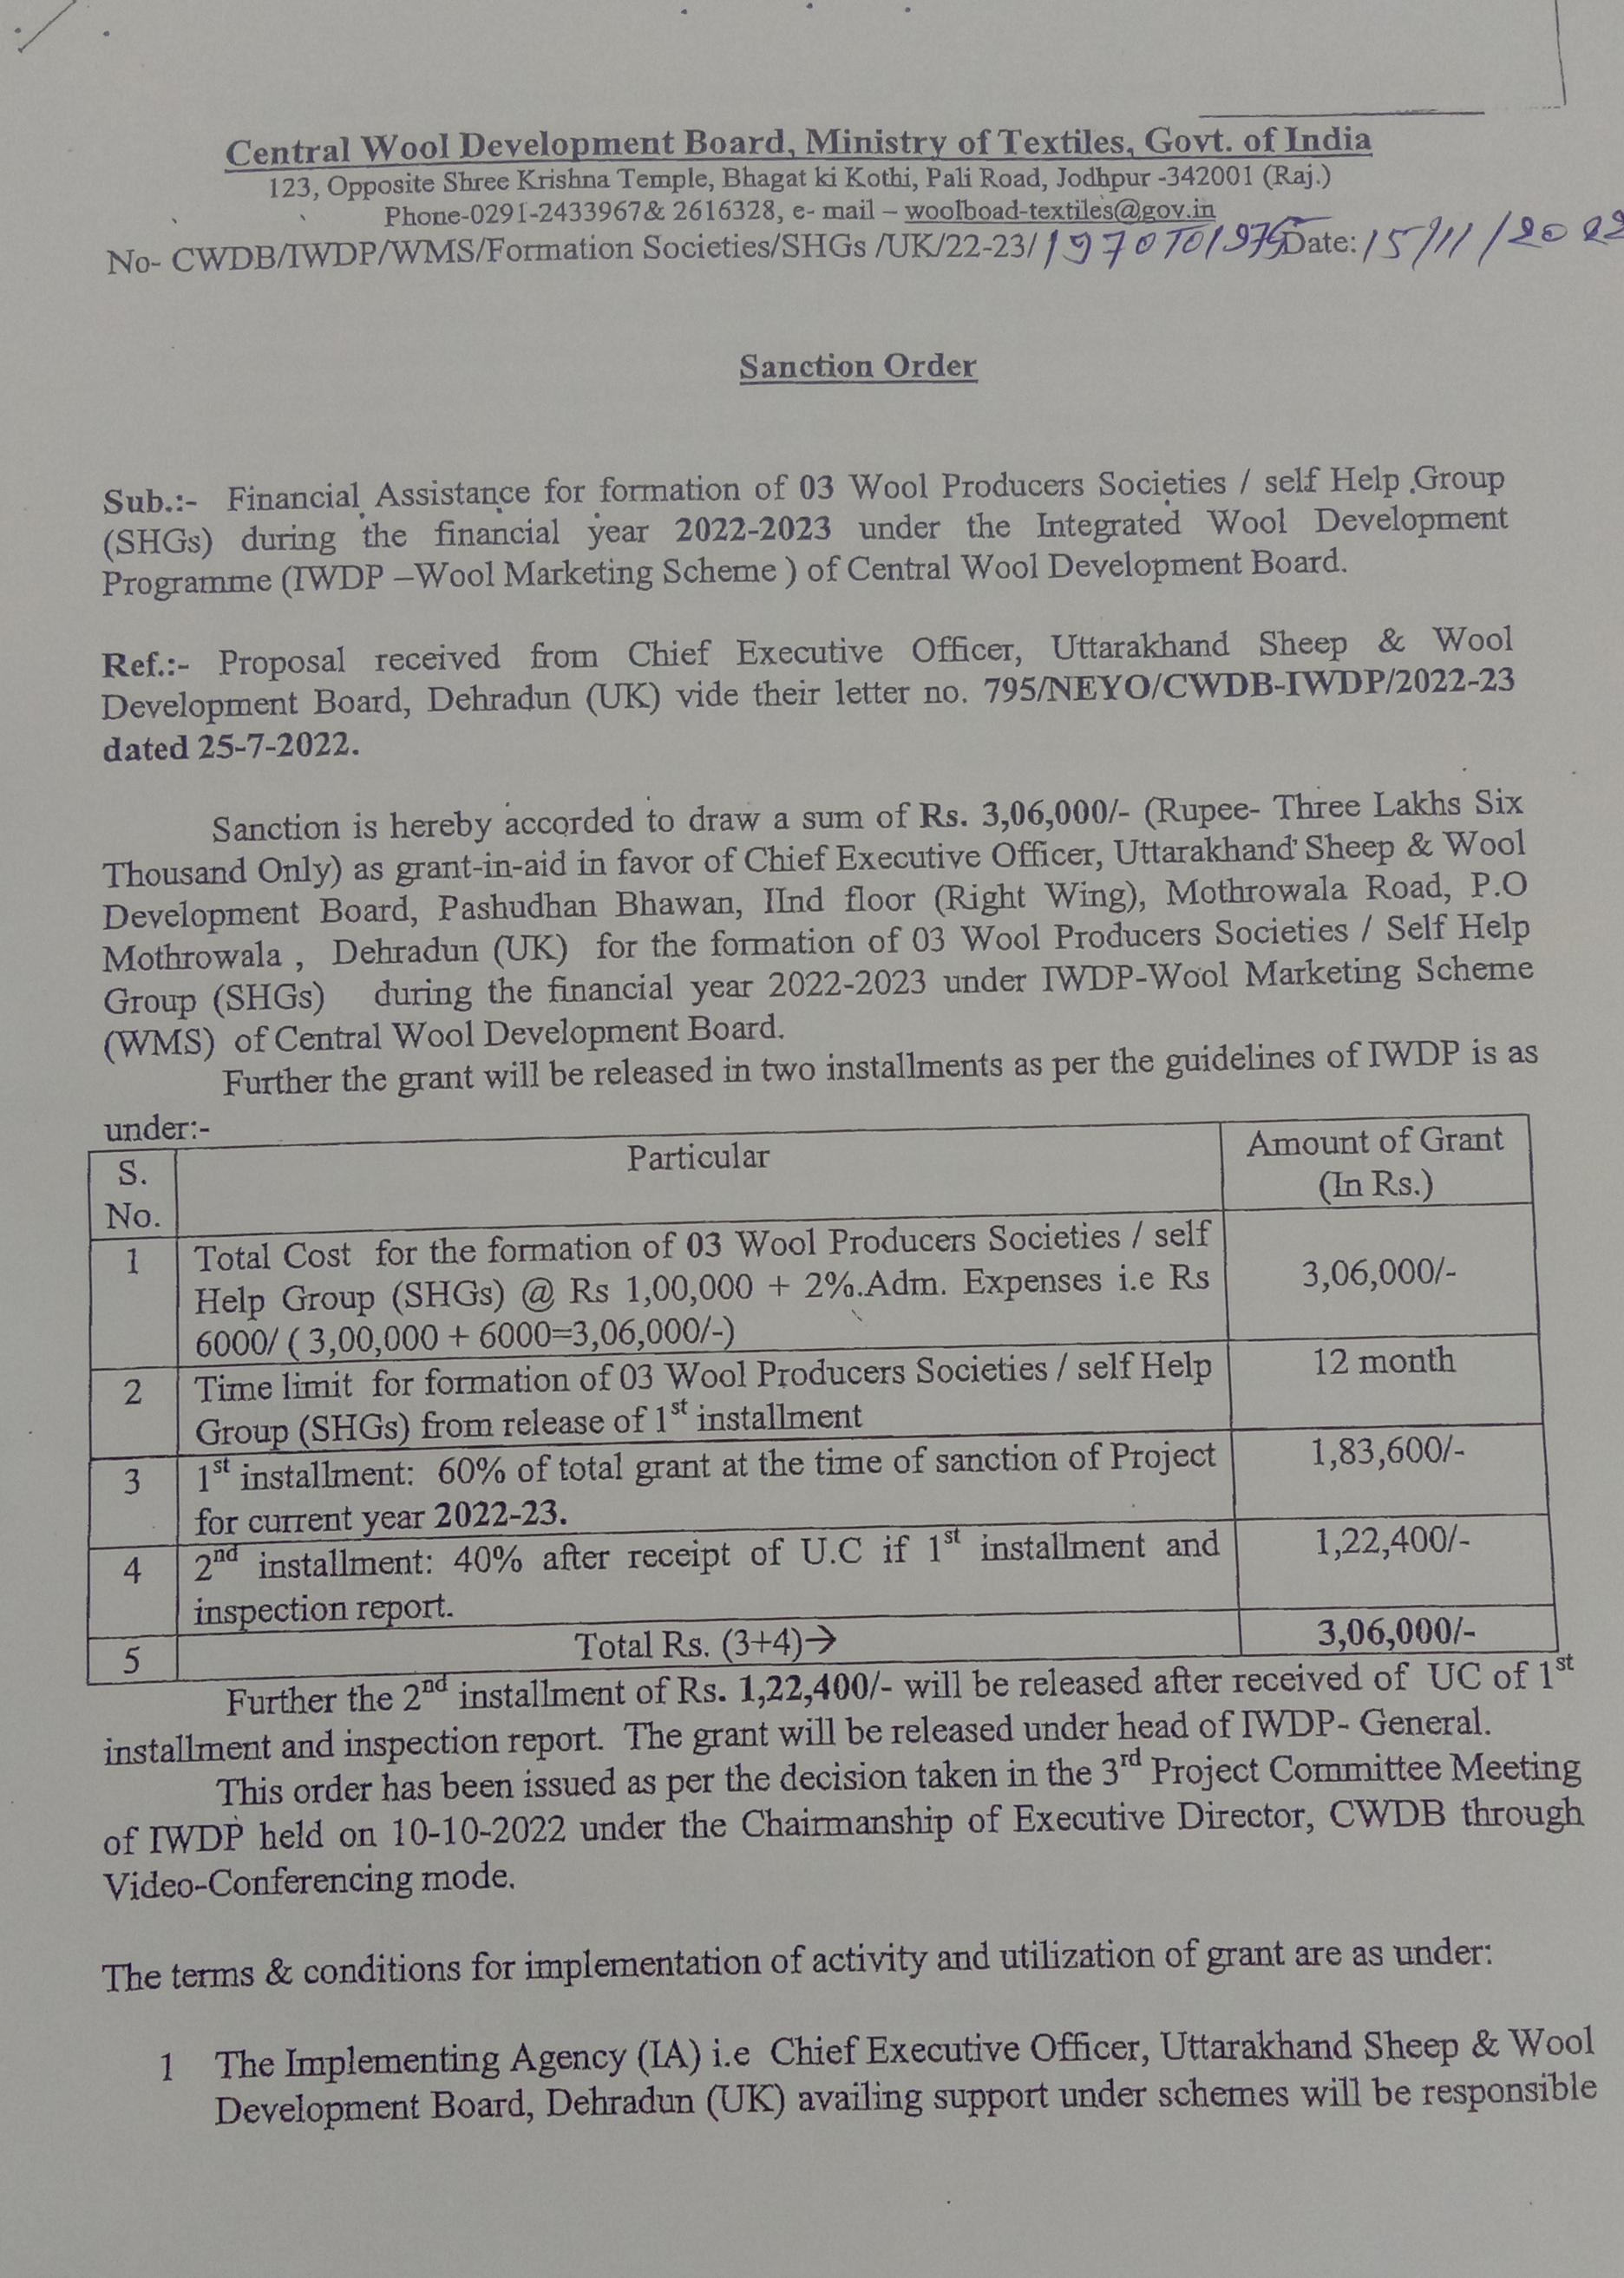 Central Wool Development Board, Ministry of Textiles, Govt. of India
123, Opposite Shree Krishna Temple, Bhagat ki Kothi, Pali Road, Jodhpur -342001 (Raj.)
Phone-0291-2433967& 2616328, e- mail – woolboad-textiles@gov.in
No- CWDB/IWDP/WMS/Formation Societies/SHGs /UK/22-23/1970 TO 1975 Date: 15/11/2022
Sanction Order
Sub.:- Financial Assistance for formation of 03 Wool Producers Societies / self Help Group
(SHGs) during the financial year 2022-2023 under the Integrated Wool Development
Programme (IWDP –Wool Marketing Scheme ) of Central Wool Development Board.
Ref.:- Proposal received from Chief Executive Officer, Uttarakhand Sheep & Wool
Development Board, Dehradun (UK) vide their letter no. 795/NEYO/CWDB-IWDP/2022-23
dated 25-7-2022.
Sanction is hereby accorded to draw a sum of Rs. 3,06,000/- (Rupee- Three Lakhs Six
Thousand Only) as grant-in-aid in favor of Chief Executive Officer, Uttarakhand Sheep & Wool
Development Board, Pashudhan Bhawan, IInd floor (Right Wing), Mothrowala Road, P.O
Mothrowala , Dehradun (UK) for the formation of 03 Wool Producers Societies / Self Help
Group (SHGs) during the financial year 2022-2023 under IWDP-Wool Marketing Scheme
(WMS) of Central Wool Development Board.
Further the grant will be released in two installments as per the guidelines of IWDP is as
under:-
S. No. Particular Amount of Grant (In Rs.)
1 Total Cost for the formation of 03 Wool Producers Societies / self
Help Group (SHGs) @ Rs 1,00,000 + 2%.Adm. Expenses i.e Rs 3,06,000/-
6000/ ( 3,00,000 + 6000=3,06,000/-)
2 Time limit for formation of 03 Wool Producers Societies / self Help 12 month
Group (SHGs) from release of 1st installment
3 1st installment: 60% of total grant at the time of sanction of Project 1,83,600/-
for current year 2022-23.
4 2nd installment: 40% after receipt of U.C if 1st installment and 1,22,400/-
inspection report.
5 Total Rs. (3+4)→ 3,06,000/-
Further the 2nd installment of Rs. 1,22,400/- will be released after received of UC of 1st
installment and inspection report. The grant will be released under head of IWDP- General.
This order has been issued as per the decision taken in the 3rd Project Committee Meeting
of IWDP held on 10-10-2022 under the Chairmanship of Executive Director, CWDB through
Video-Conferencing mode.
The terms & conditions for implementation of activity and utilization of grant are as under:
1 The Implementing Agency (IA) i.e Chief Executive Officer, Uttarakhand Sheep & Wool
Development Board, Dehradun (UK) availing support under schemes will be responsible